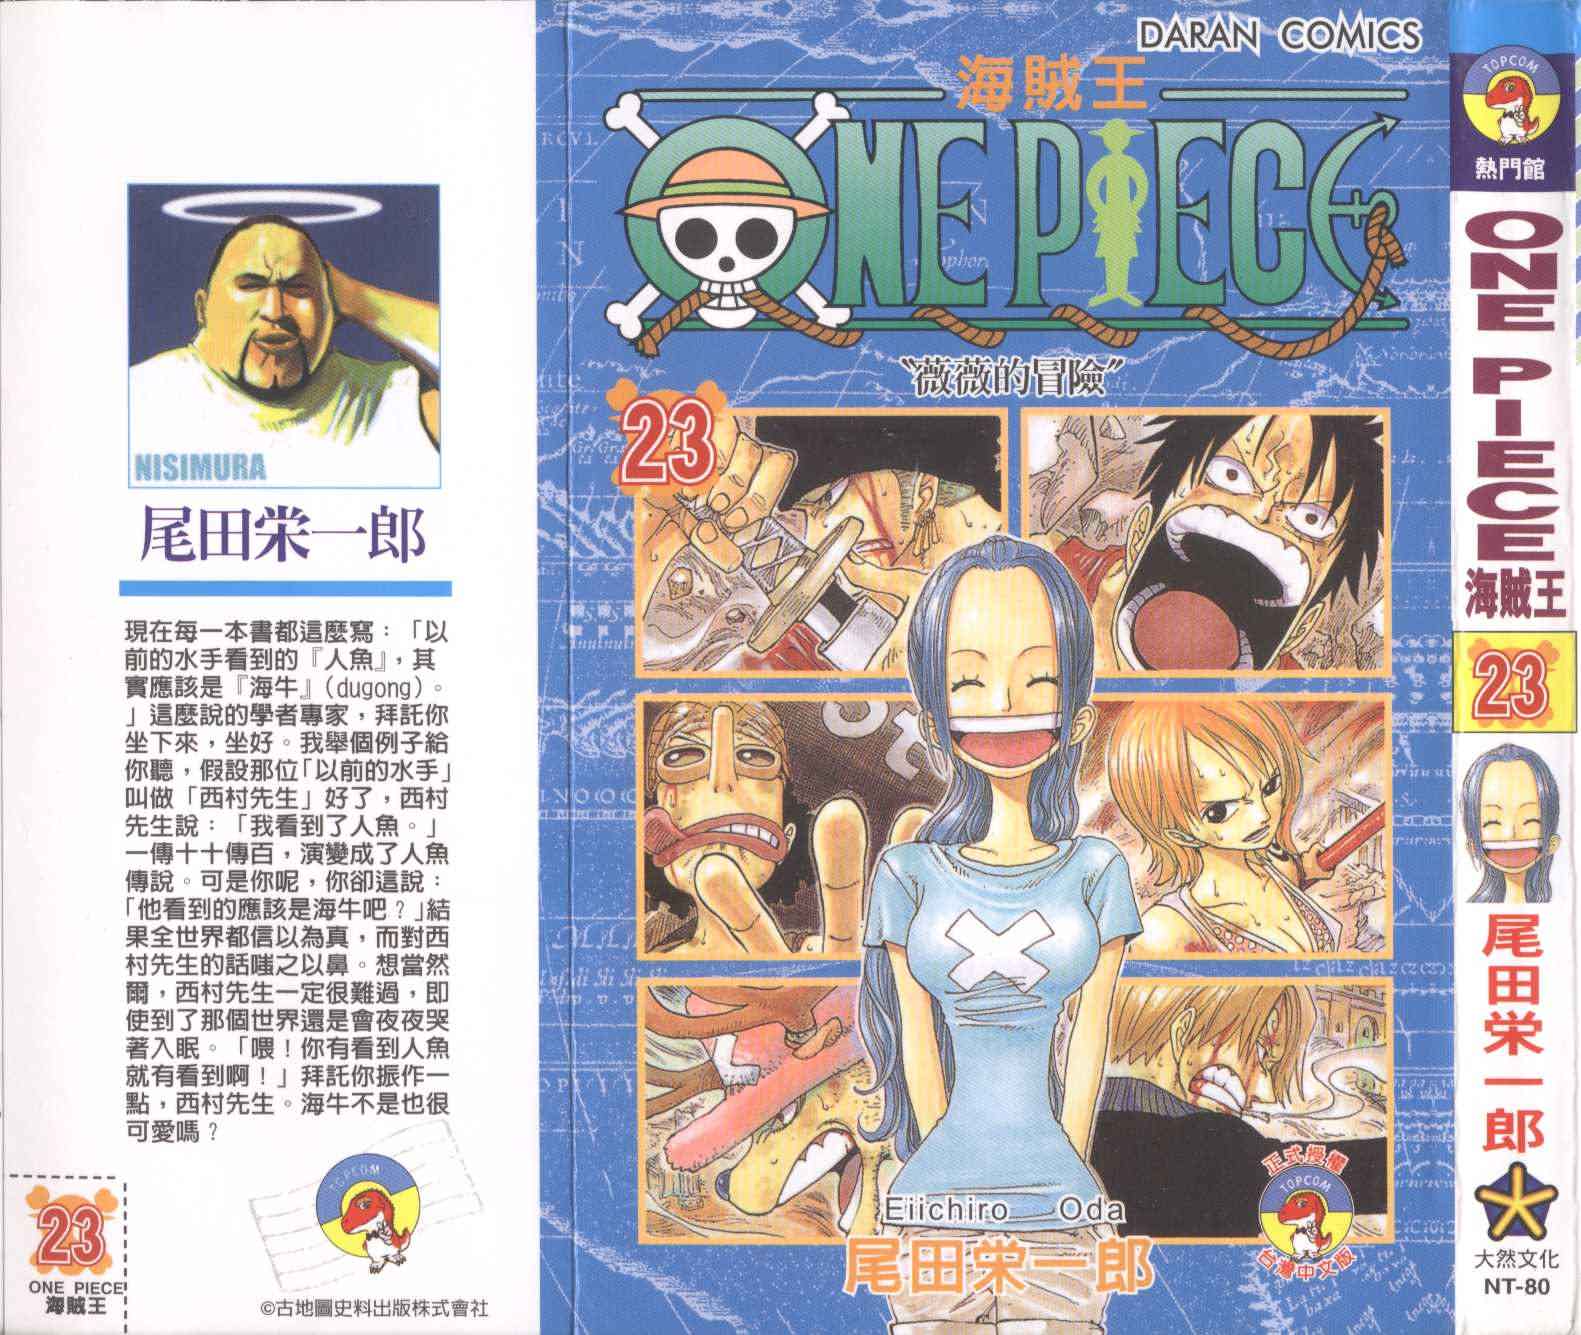 NISIMURA
尾田栄一郎
現在每一本書都這麼寫：「以
前的水手看到的『人魚』，其
實應該是『海牛』(dugong)。
」這麼說的學者專家，拜託你
坐下來，坐好。我舉個例子給
你聽，假設那位「以前的水手」
叫做「西村先生」好了，西村
先生說：「我看到了人魚。」
一傳十十傳百，演變成了人魚
傳說。可是你呢，你卻這說：
「他看到的應該是海牛吧？」結
果全世界都信以為真，而對西
村先生的話嗤之以鼻。想當然
爾，西村先生一定很難過，即
使到了那個世界還是會夜夜哭
著入眠。「喂！你有看到人魚
就有看到啊！」拜託你振作一
點，西村先生。海牛不是也很
可愛嗎？
TOPCOM
23
ONE PIECE
海賊王
©古地圖史料出版株式會社
DARAN COMICS
海賊王
ONE PIECE
"薇薇的冒險"
23
Eiichiro Oda
尾田栄一郎
正式授權
TOPCOM
台灣中文版
TOPCOM
熱門館
ONE PIECE
海賊王
23
尾田栄一郎
大然文化
NT-80